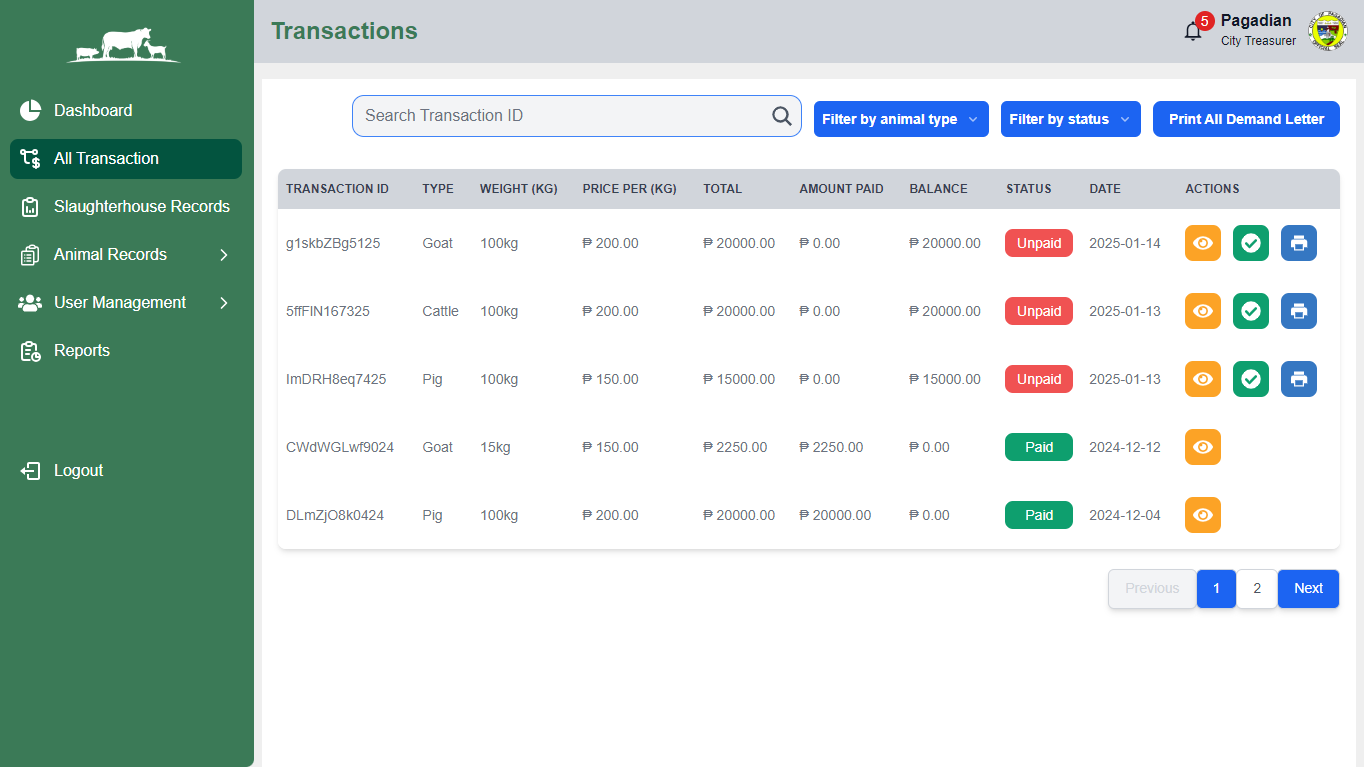 Transactions
5
Pagadian
City Treasurer
Dashboard
All Transaction
Slaughterhouse Records
Animal Records
User Management
Reports
Logout
Search Transaction ID
Filter by animal type
Filter by status
Print All Demand Letter
TRANSACTION ID TYPE WEIGHT (KG) PRICE PER (KG) TOTAL AMOUNT PAID BALANCE STATUS DATE ACTIONS
g1skbZBg5125 Goat 100kg ₱ 200.00 ₱ 20000.00 ₱ 0.00 ₱ 20000.00 Unpaid 2025-01-14
5ffFIN167325 Cattle 100kg ₱ 200.00 ₱ 20000.00 ₱ 0.00 ₱ 20000.00 Unpaid 2025-01-13
ImDRH8eq7425 Pig 100kg ₱ 150.00 ₱ 15000.00 ₱ 0.00 ₱ 15000.00 Unpaid 2025-01-13
CWdWGLwf9024 Goat 15kg ₱ 150.00 ₱ 2250.00 ₱ 2250.00 ₱ 0.00 Paid 2024-12-12
DLmZjO8k0424 Pig 100kg ₱ 200.00 ₱ 20000.00 ₱ 20000.00 ₱ 0.00 Paid 2024-12-04
Previous 1 2 Next